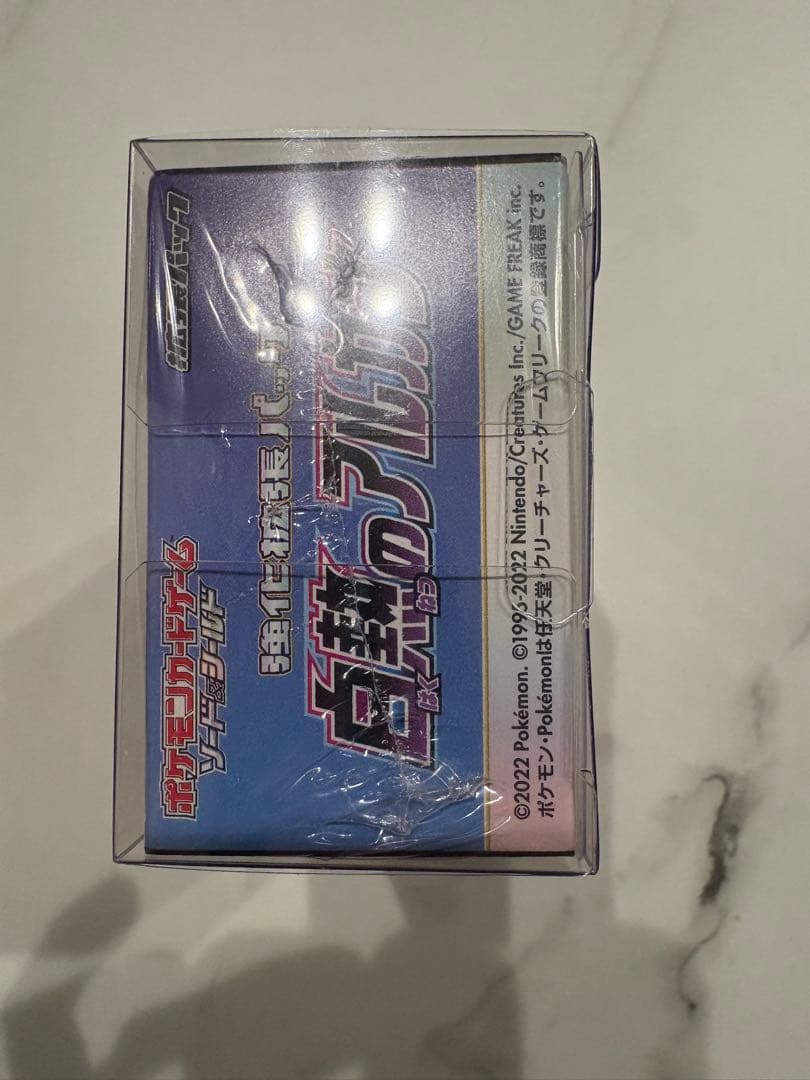 ポケモンカードゲーム
ソード&シールド
拡張パック
強化拡張パック
白熱のアルカナ
はく ねつ
©2022 Pokémon. ©1995-2022 Nintendo/Creatures Inc./GAME FREAK inc.
ポケモン・Pokémonは任天堂・クリーチャーズ・ゲームフリークの登録商標です。